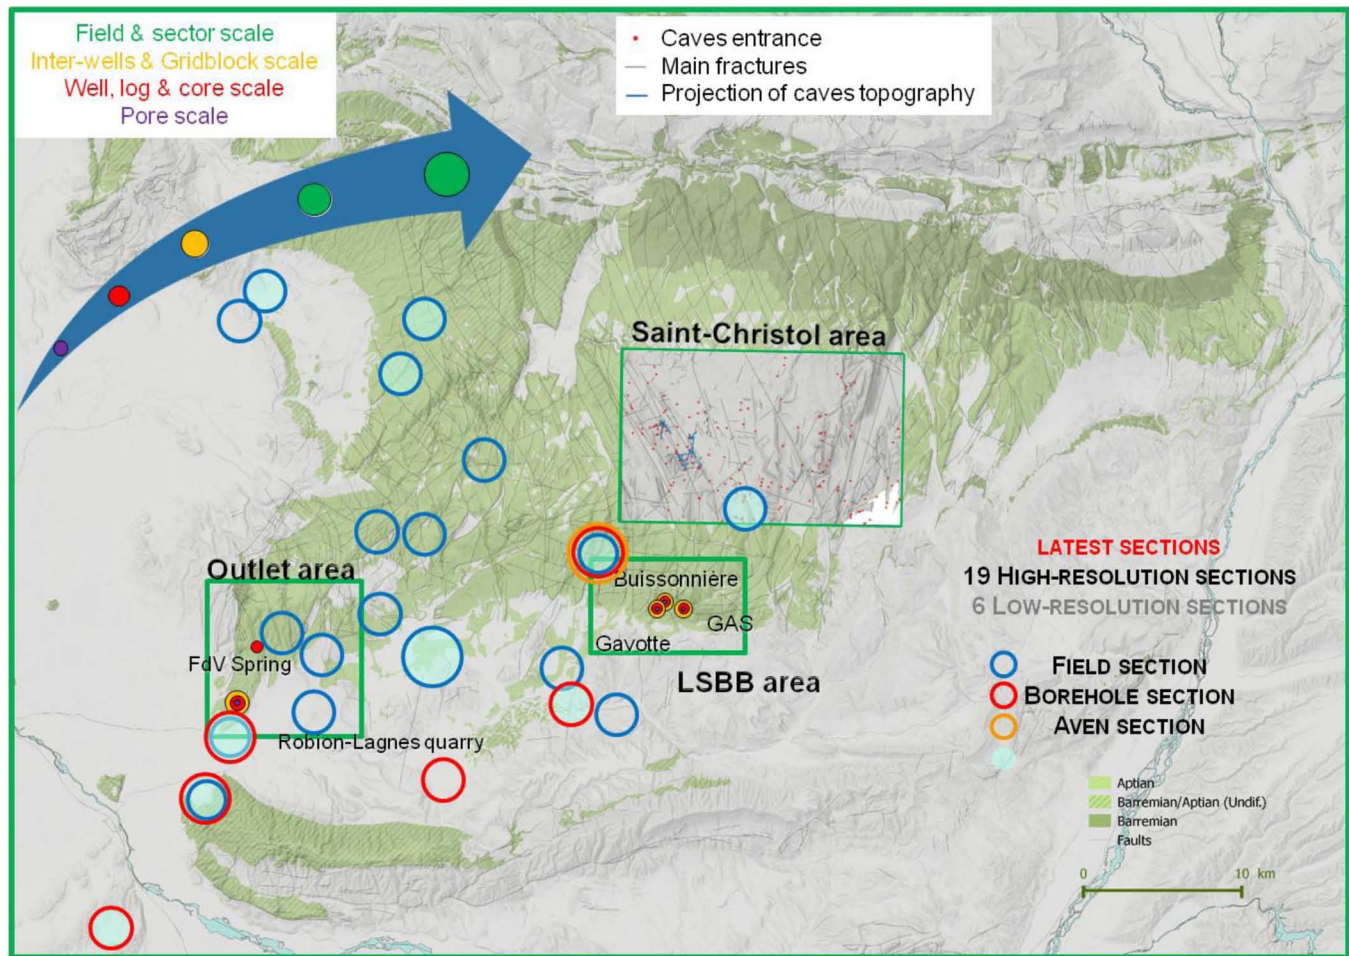 Field & sector scale
Inter-wells & Gridblock scale
Well, log & core scale
Pore scale
Caves entrance
Main fractures
Projection of caves topography
Saint-Christol area
Outlet area
Buissonnière
GAS
Gavotte
FdV Spring
LSBB area
Robion-Lagnes quarry
LATEST SECTIONS
19 HIGH-RESOLUTION SECTIONS
6 LOW-RESOLUTION SECTIONS
FIELD SECTION
BOREHOLE SECTION
AVEN SECTION
Aptian
Barremian/Aptian (Undif.)
Barremian
Faults
0 10 km